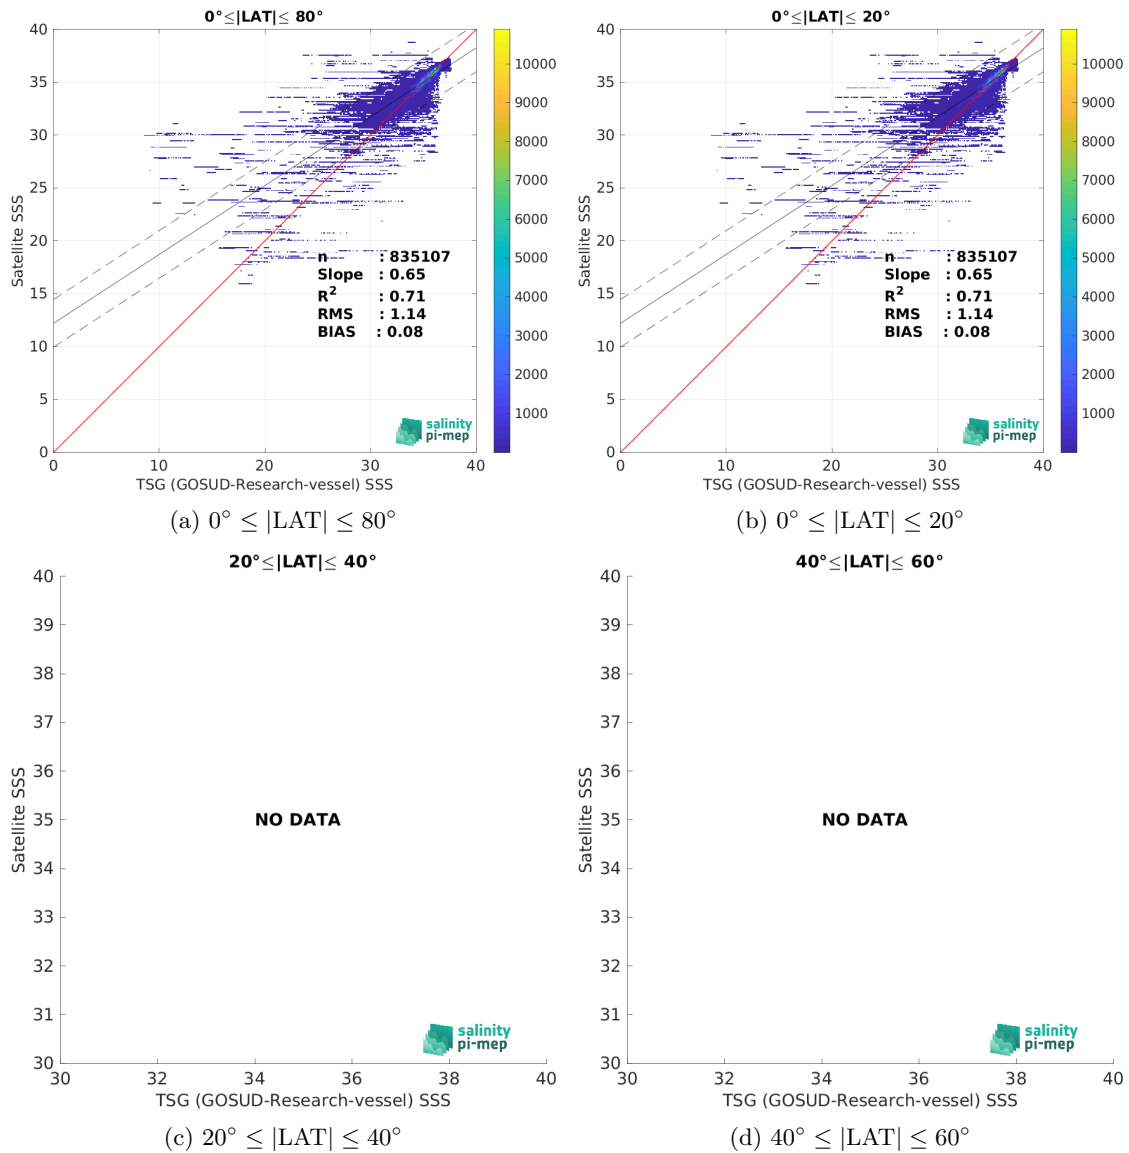 0°≤|LAT|≤ 80°
40
35
30
25
20
15
10
5
0
Satellite SSS
0
10
20
30
40
TSG (GOSUD-Research-vessel) SSS
n : 835107
Slope : 0.65
R² : 0.71
RMS : 1.14
BIAS : 0.08
salinity
pi-mep
10000
9000
8000
7000
6000
5000
4000
3000
2000
1000
(a) 0° ≤ |LAT| ≤ 80°
0°≤|LAT|≤ 20°
40
35
30
25
20
15
10
5
0
Satellite SSS
0
10
20
30
40
TSG (GOSUD-Research-vessel) SSS
n : 835107
Slope : 0.65
R² : 0.71
RMS : 1.14
BIAS : 0.08
salinity
pi-mep
10000
9000
8000
7000
6000
5000
4000
3000
2000
1000
(b) 0° ≤ |LAT| ≤ 20°
20°≤|LAT|≤ 40°
40
39
38
37
36
35
34
33
32
31
30
Satellite SSS
NO DATA
salinity
pi-mep
30
32
34
36
38
40
TSG (GOSUD-Research-vessel) SSS
(c) 20° ≤ |LAT| ≤ 40°
40°≤|LAT|≤ 60°
40
39
38
37
36
35
34
33
32
31
30
Satellite SSS
NO DATA
salinity
pi-mep
30
32
34
36
38
40
TSG (GOSUD-Research-vessel) SSS
(d) 40° ≤ |LAT| ≤ 60°